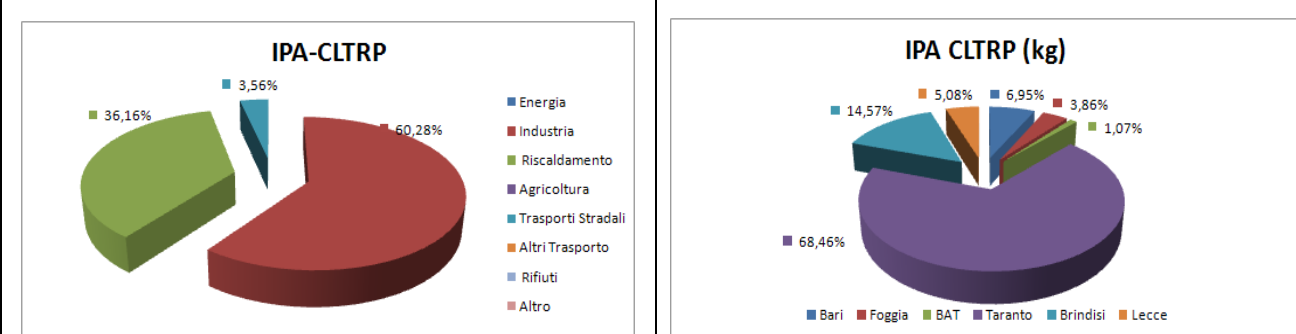 IPA-CLTRP
3,56%
36,16%
60,28%
Energia
Industria
Riscaldamento
Agricoltura
Trasporti Stradali
Altri Trasporto
Rifiuti
Altro
IPA CLTRP (kg)
5,08%
6,95%
14,57%
3,86%
1,07%
68,46%
Bari Foggia BAT Taranto Brindisi Lecce